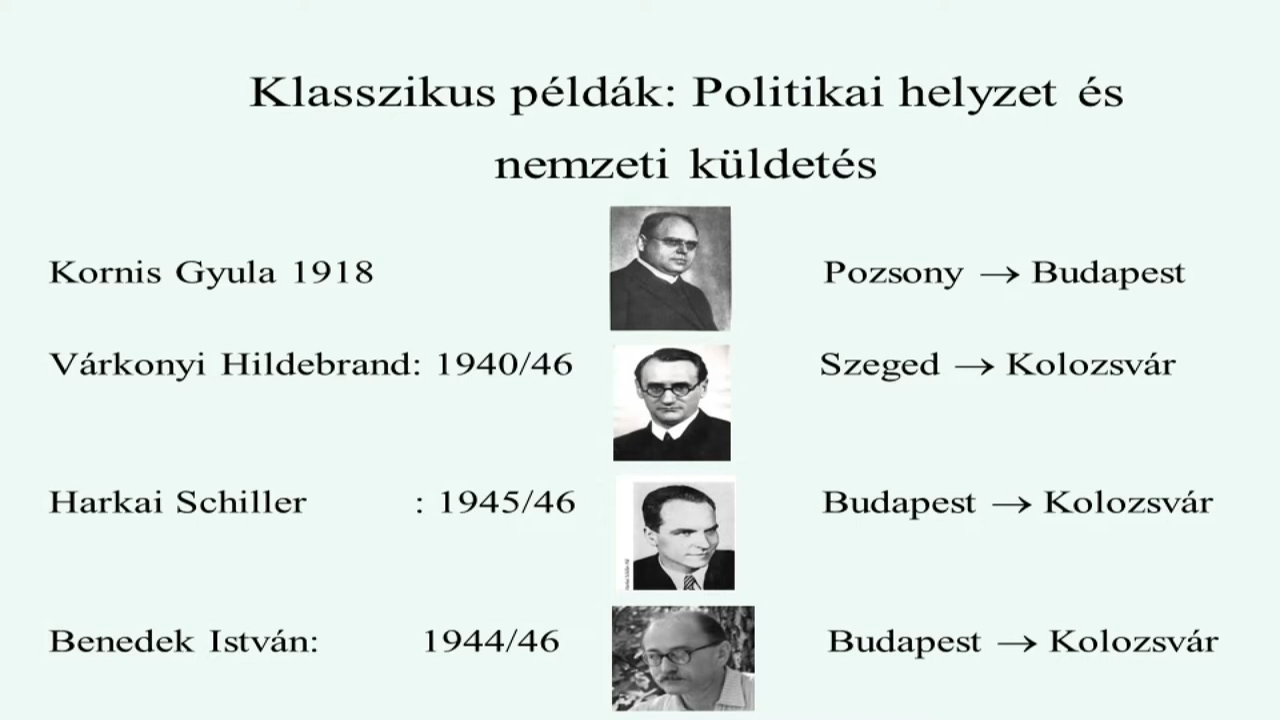 Klasszikus példák: Politikai helyzet és
nemzeti küldetés
Kornis Gyula 1918 Pozsony → Budapest
Várkonyi Hildebrand: 1940/46 Szeged → Kolozsvár
Harkai Schiller : 1945/46 Budapest → Kolozsvár
Benedek István: 1944/46 Budapest → Kolozsvár